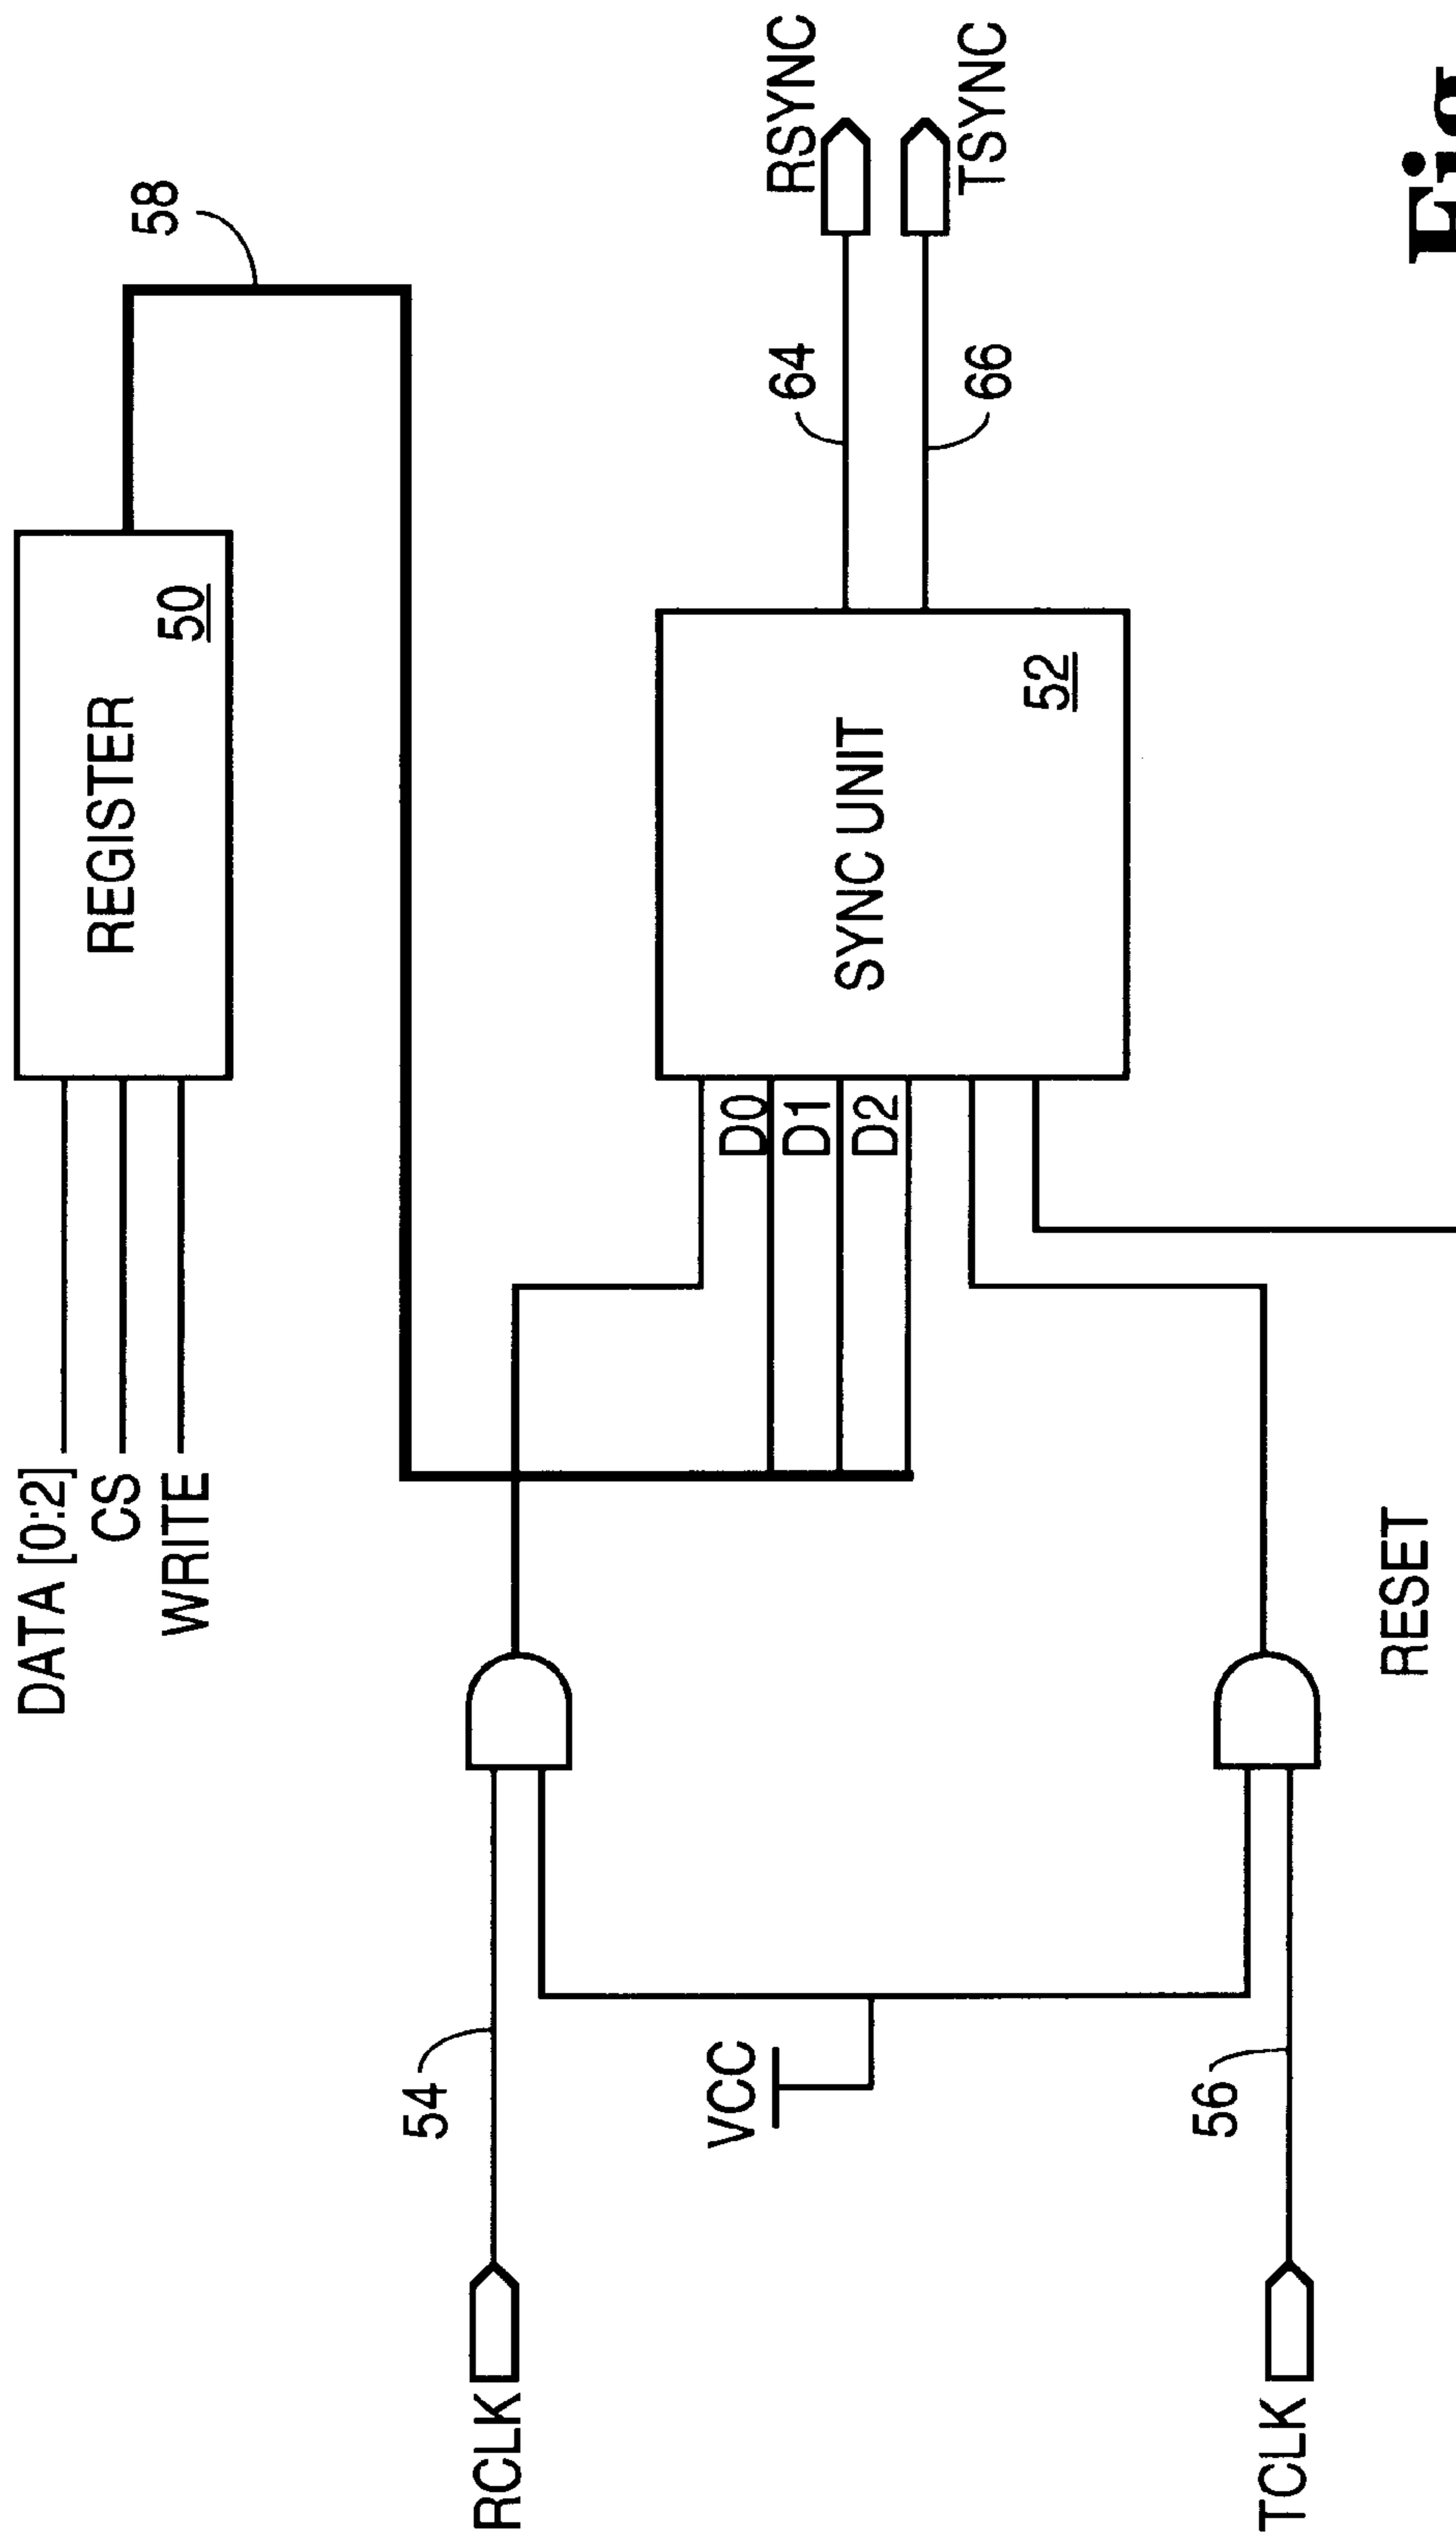 DATA [0:2]
CS
WRITE
REGISTER
50
58
RCLK
54
VCC
D0
D1
D2
SYNC UNIT
52
64
66
RSYNC
TSYNC
TCLK
56
RESET
Fig